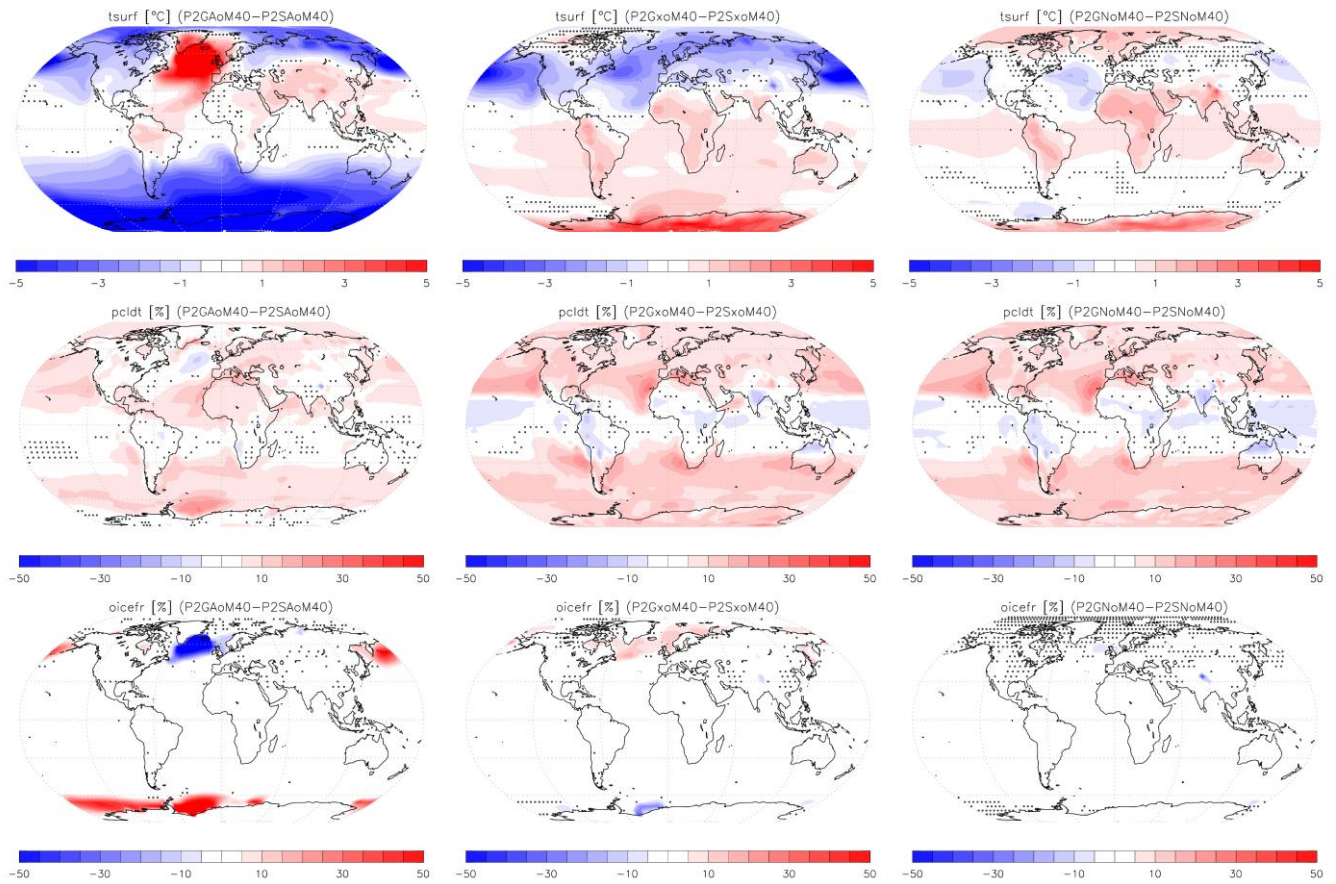 tsurf [ºC] (P2GAoM40−P2SAoM40)
tsurf [ºC] (P2GxoM40−P2SxoM40)
tsurf [ºC] (P2GNoM40−P2SNoM40)
−5 −3 −1 1 3 5
−5 −3 −1 1 3 5
−5 −3 −1 1 3 5
pcldt [%] (P2GAoM40−P2SAoM40)
pcldt [%] (P2GxoM40−P2SxoM40)
pcldt [%] (P2GNoM40−P2SNoM40)
−50 −30 −10 10 30 50
−50 −30 −10 10 30 50
−50 −30 −10 10 30 50
oicefr [%] (P2GAoM40−P2SAoM40)
oicefr [%] (P2GxoM40−P2SxoM40)
oicefr [%] (P2GNoM40−P2SNoM40)
−50 −30 −10 10 30 50
−50 −30 −10 10 30 50
−50 −30 −10 10 30 50